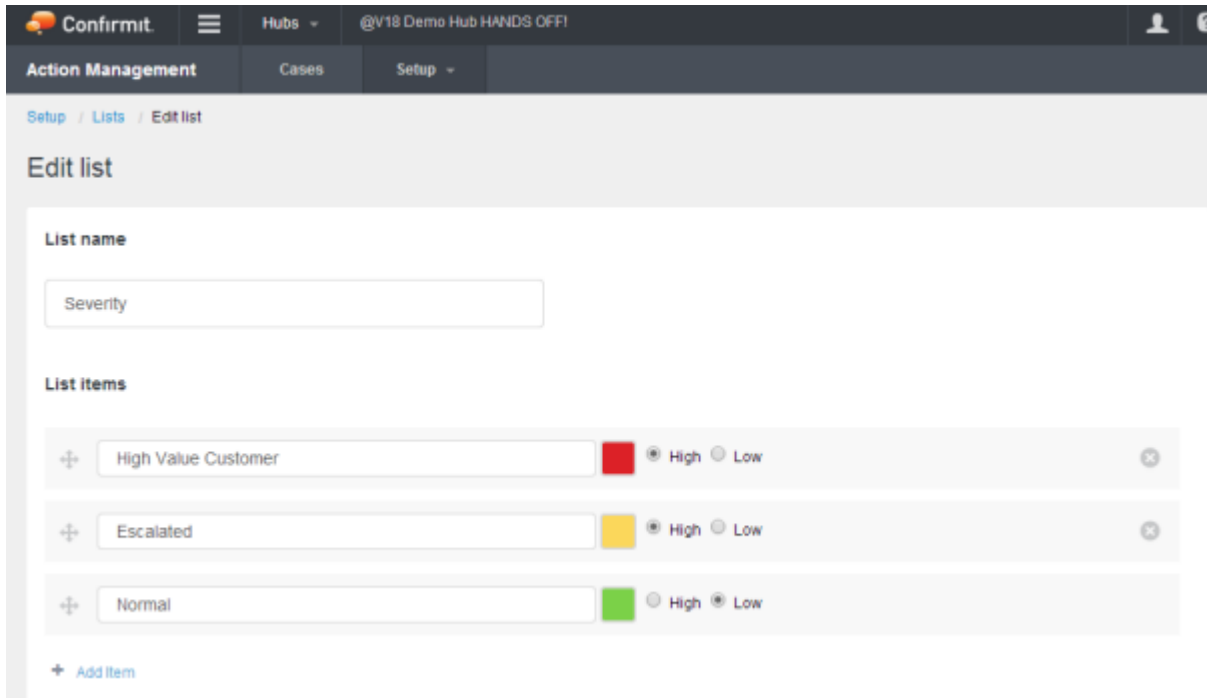 Confirmit. Hubs @V18 Demo Hub HANDS OFF!
Action Management Cases Setup
Setup / Lists / Edit list
Edit list
List name
Severity
List items
High Value Customer High Low
Escalated High Low
Normal High Low
+ Add Item